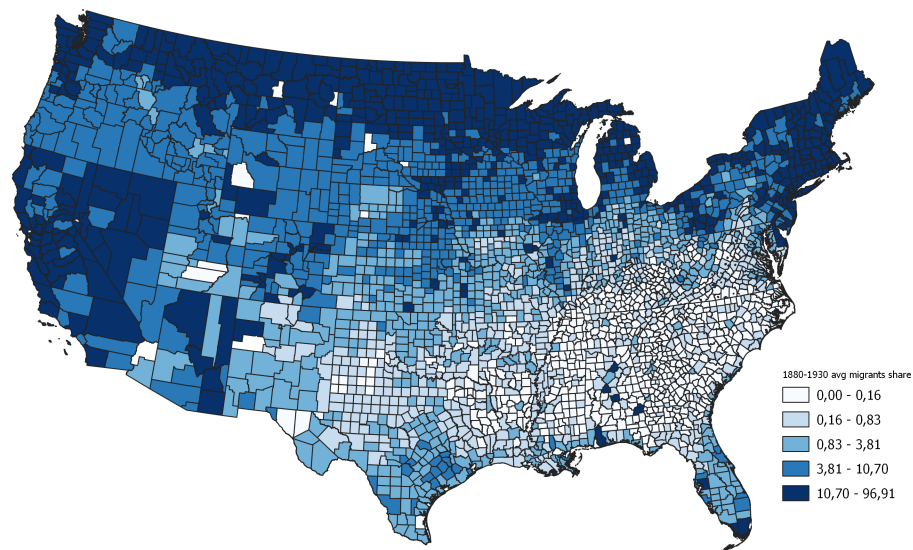 1880-1930 avg migrants share
0,00 - 0,16
0,16 - 0,83
0,83 - 3,81
3,81 - 10,70
10,70 - 96,91